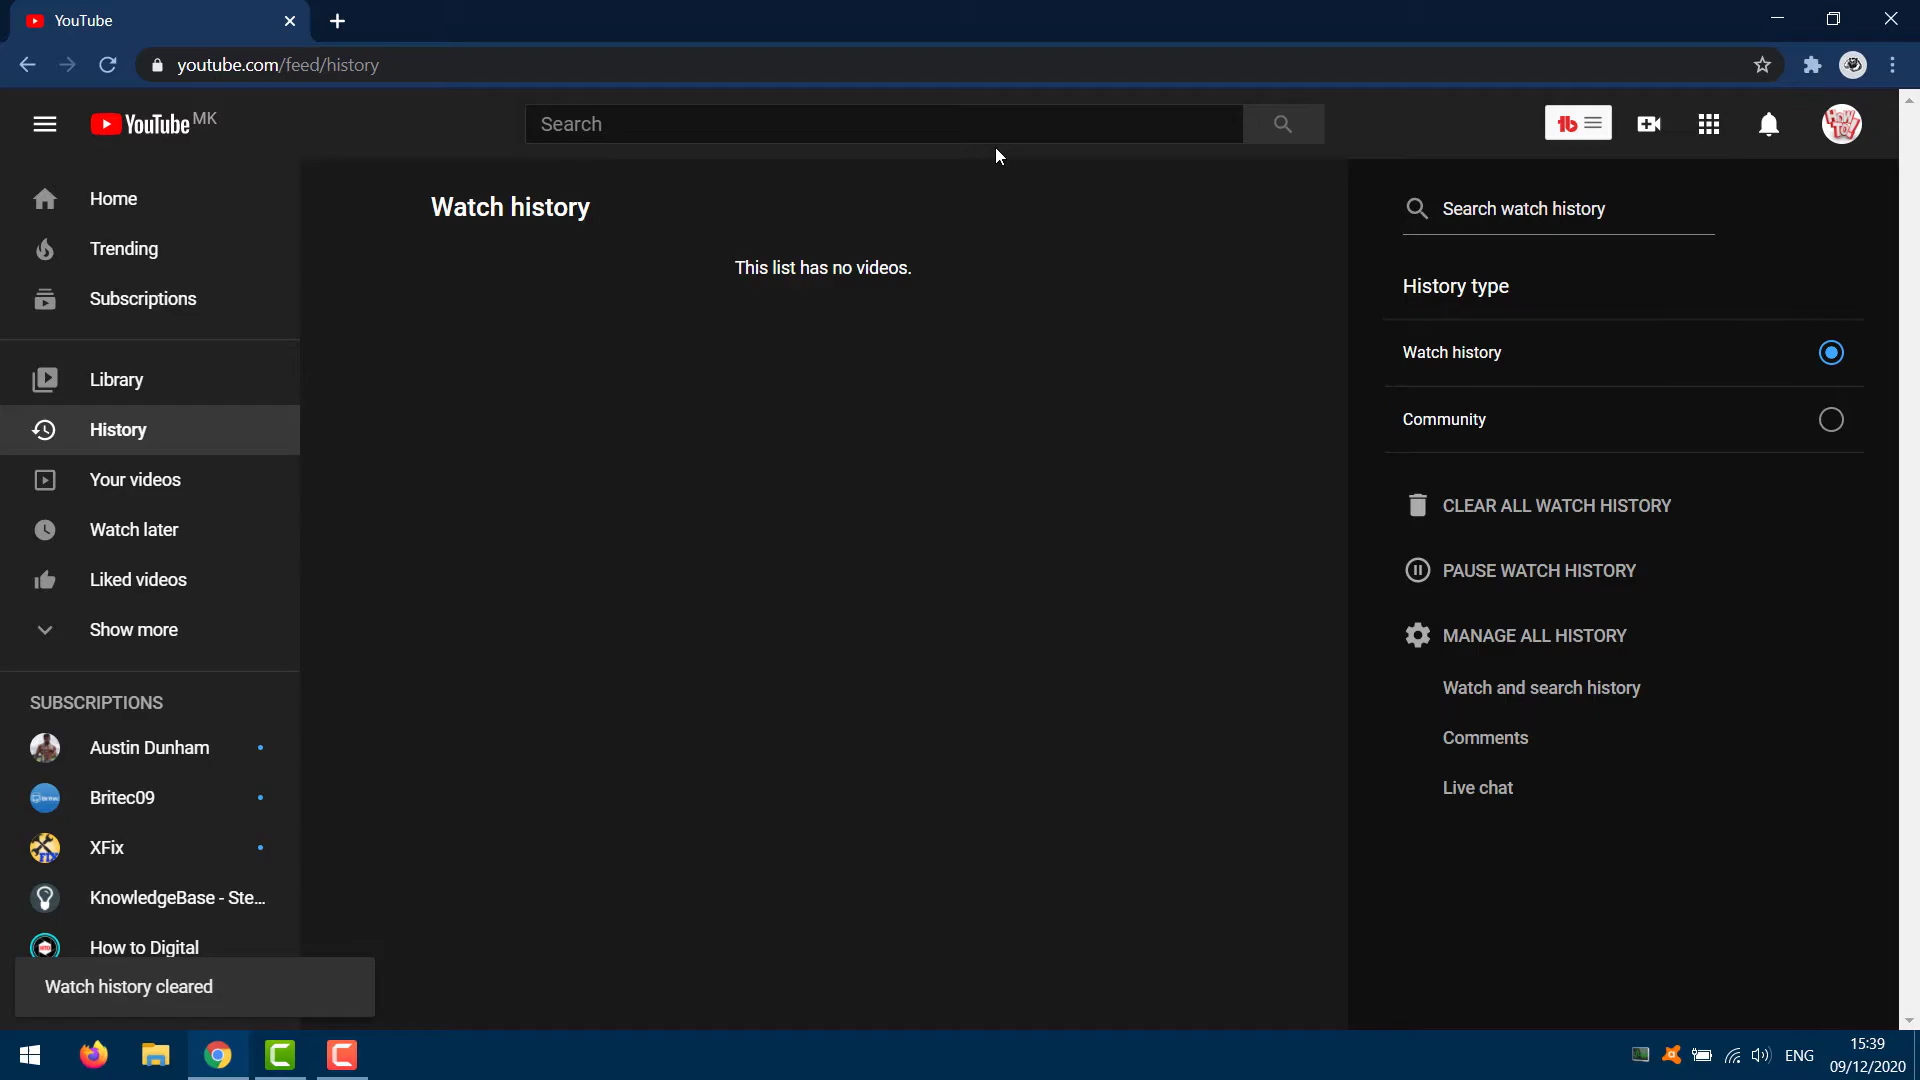 YouTube
youtube.com/feed/history
YouTube MK
Search
Home
Trending
Subscriptions
Library
History
Your videos
Watch later
Liked videos
Show more
SUBSCRIPTIONS
Austin Dunham
Britec09
XFix
KnowledgeBase - Ste...
How to Digital
Watch history cleared
Watch history
This list has no videos.
Search watch history
History type
Watch history
Community
CLEAR ALL WATCH HISTORY
PAUSE WATCH HISTORY
MANAGE ALL HISTORY
Watch and search history
Comments
Live chat
HOW TO!
ENG
15:39
09/12/2020